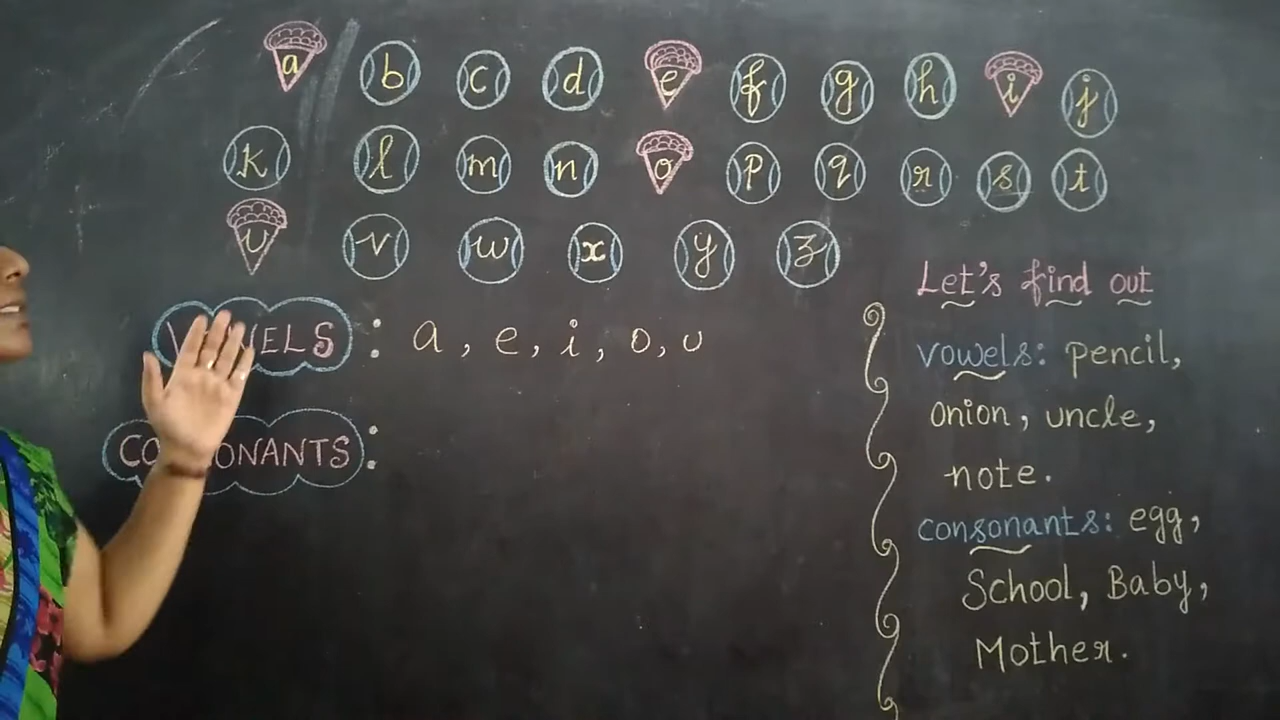 a b c d e f g h i j
k l m n o p q r s t
u v w x y z
VOWELS : a, e, i, o, u
CONSONANTS :
Let's find out
vowels: pencil,
onion, uncle,
note.
consonants: egg,
School, Baby,
Mother.